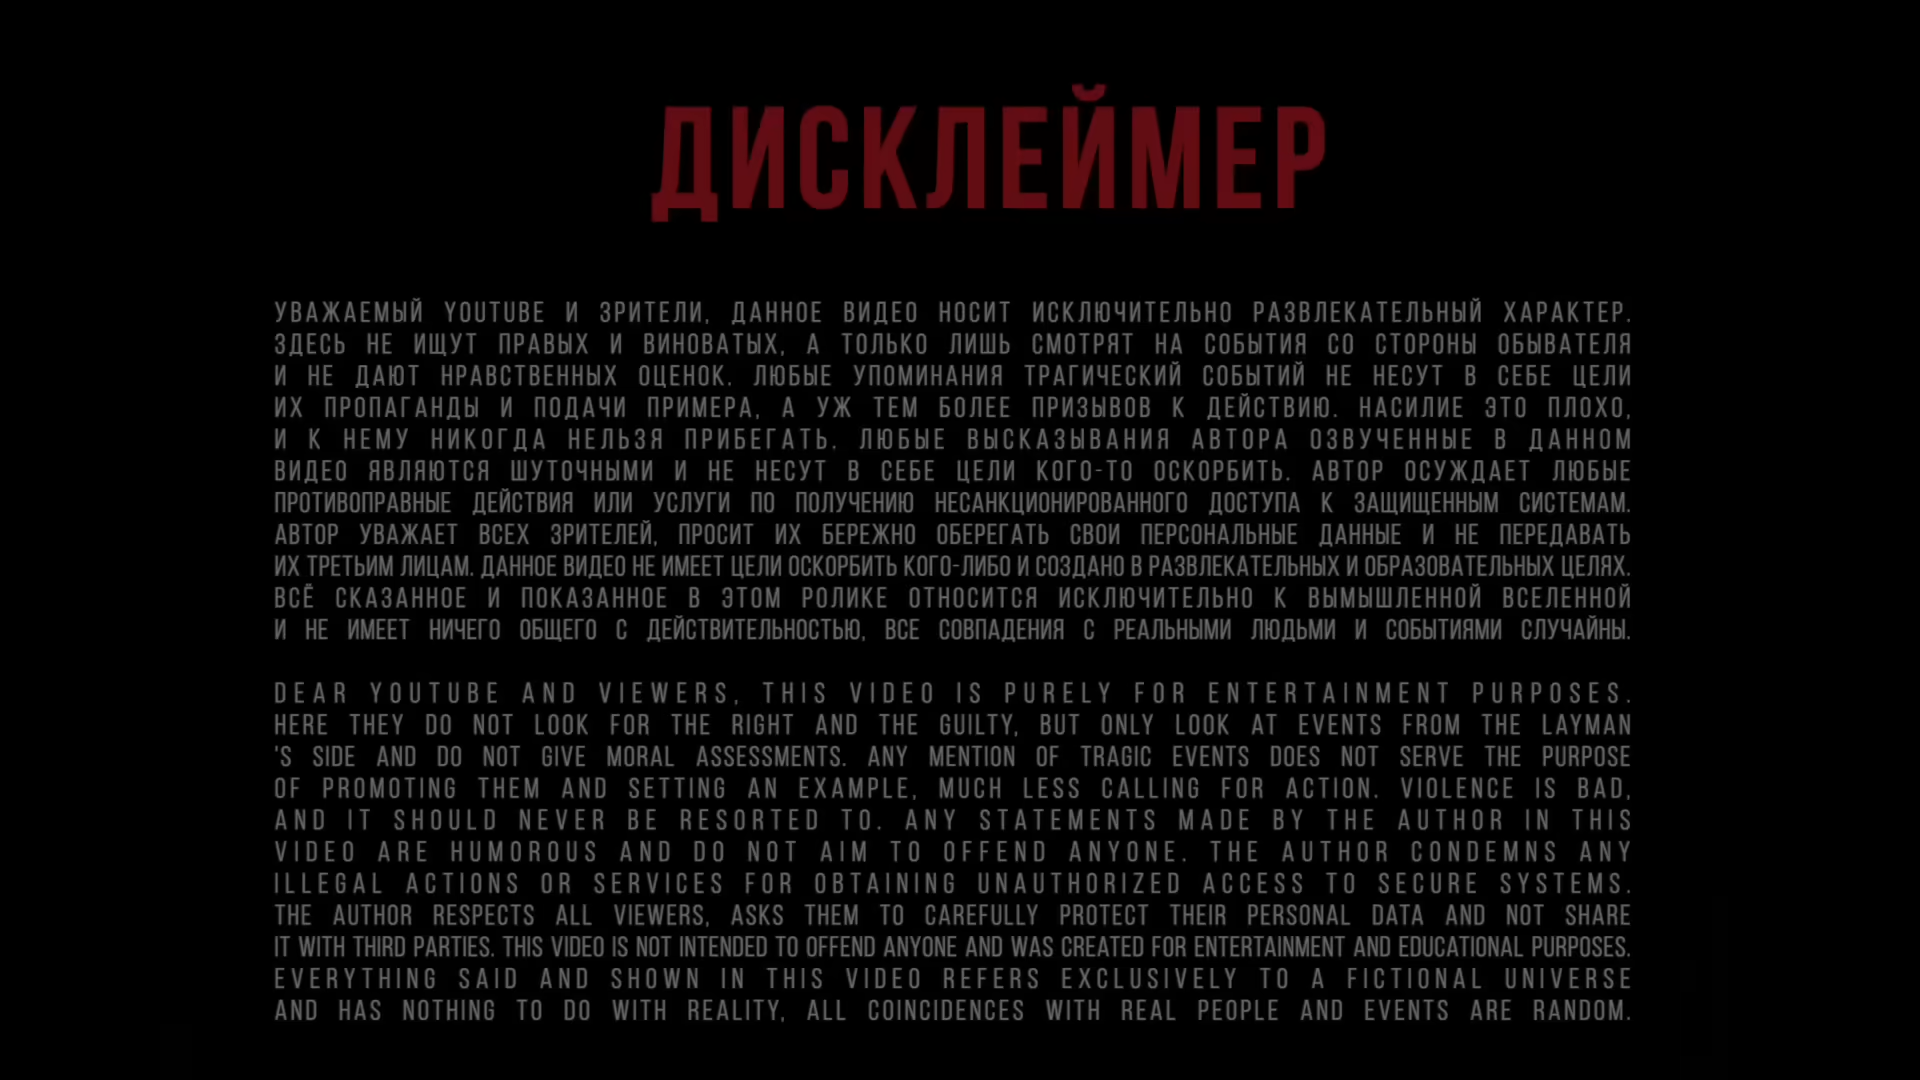 ДИСКЛЕЙМЕР
УВАЖАЕМЫЙ YOUTUBE И ЗРИТЕЛИ, ДАННОЕ ВИДЕО НОСИТ ИСКЛЮЧИТЕЛЬНО РАЗВЛЕКАТЕЛЬНЫЙ ХАРАКТЕР.
ЗДЕСЬ НЕ ИЩУТ ПРАВЫХ И ВИНОВАТЫХ, А ТОЛЬКО ЛИШЬ СМОТРЯТ НА СОБЫТИЯ СО СТОРОНЫ ОБЫВАТЕЛЯ
И НЕ ДАЮТ НРАВСТВЕННЫХ ОЦЕНОК. ЛЮБЫЕ УПОМИНАНИЯ ТРАГИЧЕСКИЙ СОБЫТИЙ НЕ НЕСУТ В СЕБЕ ЦЕЛИ
ИХ ПРОПАГАНДЫ И ПОДАЧИ ПРИМЕРА, А УЖ ТЕМ БОЛЕЕ ПРИЗЫВОВ К ДЕЙСТВИЮ. НАСИЛИЕ ЭТО ПЛОХО,
И К НЕМУ НИКОГДА НЕЛЬЗЯ ПРИБЕГАТЬ. ЛЮБЫЕ ВЫСКАЗЫВАНИЯ АВТОРА ОЗВУЧЕННЫЕ В ДАННОМ
ВИДЕО ЯВЛЯЮТСЯ ШУТОЧНЫМИ И НЕ НЕСУТ В СЕБЕ ЦЕЛИ КОГО-ТО ОСКОРБИТЬ. АВТОР ОСУЖДАЕТ ЛЮБЫЕ
ПРОТИВОПРАВНЫЕ ДЕЙСТВИЯ ИЛИ УСЛУГИ ПО ПОЛУЧЕНИЮ НЕСАНКЦИОНИРОВАННОГО ДОСТУПА К ЗАЩИЩЕННЫМ СИСТЕМАМ.
АВТОР УВАЖАЕТ ВСЕХ ЗРИТЕЛЕЙ, ПРОСИТ ИХ БЕРЕЖНО ОБЕРЕГАТЬ СВОИ ПЕРСОНАЛЬНЫЕ ДАННЫЕ И НЕ ПЕРЕДАВАТЬ
ИХ ТРЕТЬИМ ЛИЦАМ. ДАННОЕ ВИДЕО НЕ ИМЕЕТ ЦЕЛИ ОСКОРБИТЬ КОГО-ЛИБО И СОЗДАНО В РАЗВЛЕКАТЕЛЬНЫХ И ОБРАЗОВАТЕЛЬНЫХ ЦЕЛЯХ.
ВСЁ СКАЗАННОЕ И ПОКАЗАННОЕ В ЭТОМ РОЛИКЕ ОТНОСИТСЯ ИСКЛЮЧИТЕЛЬНО К ВЫМЫШЛЕННОЙ ВСЕЛЕННОЙ
И НЕ ИМЕЕТ НИЧЕГО ОБЩЕГО С ДЕЙСТВИТЕЛЬНОСТЬЮ, ВСЕ СОВПАДЕНИЯ С РЕАЛЬНЫМИ ЛЮДЬМИ И СОБЫТИЯМИ СЛУЧАЙНЫ.
DEAR YOUTUBE AND VIEWERS, THIS VIDEO IS PURELY FOR ENTERTAINMENT PURPOSES.
HERE THEY DO NOT LOOK FOR THE RIGHT AND THE GUILTY, BUT ONLY LOOK AT EVENTS FROM THE LAYMAN
'S SIDE AND DO NOT GIVE MORAL ASSESSMENTS. ANY MENTION OF TRAGIC EVENTS DOES NOT SERVE THE PURPOSE
OF PROMOTING THEM AND SETTING AN EXAMPLE, MUCH LESS CALLING FOR ACTION. VIOLENCE IS BAD,
AND IT SHOULD NEVER BE RESORTED TO. ANY STATEMENTS MADE BY THE AUTHOR IN THIS
VIDEO ARE HUMOROUS AND DO NOT AIM TO OFFEND ANYONE. THE AUTHOR CONDEMNS ANY
ILLEGAL ACTIONS OR SERVICES FOR OBTAINING UNAUTHORIZED ACCESS TO SECURE SYSTEMS.
THE AUTHOR RESPECTS ALL VIEWERS, ASKS THEM TO CAREFULLY PROTECT THEIR PERSONAL DATA AND NOT SHARE
IT WITH THIRD PARTIES. THIS VIDEO IS NOT INTENDED TO OFFEND ANYONE AND WAS CREATED FOR ENTERTAINMENT AND EDUCATIONAL PURPOSES.
EVERYTHING SAID AND SHOWN IN THIS VIDEO REFERS EXCLUSIVELY TO A FICTIONAL UNIVERSE
AND HAS NOTHING TO DO WITH REALITY, ALL COINCIDENCES WITH REAL PEOPLE AND EVENTS ARE RANDOM.